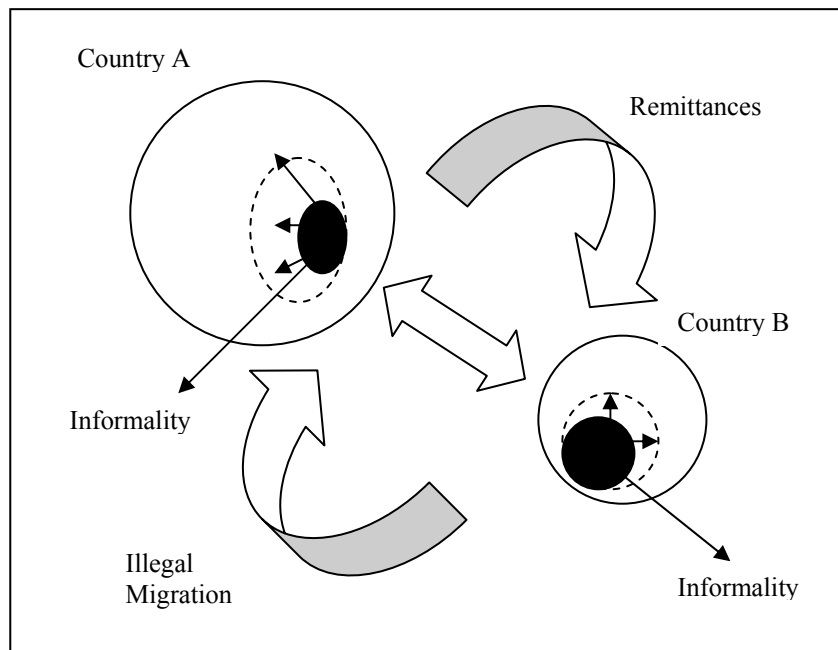 Country A
Remittances
Country B
Informality
Illegal
Migration
Informality